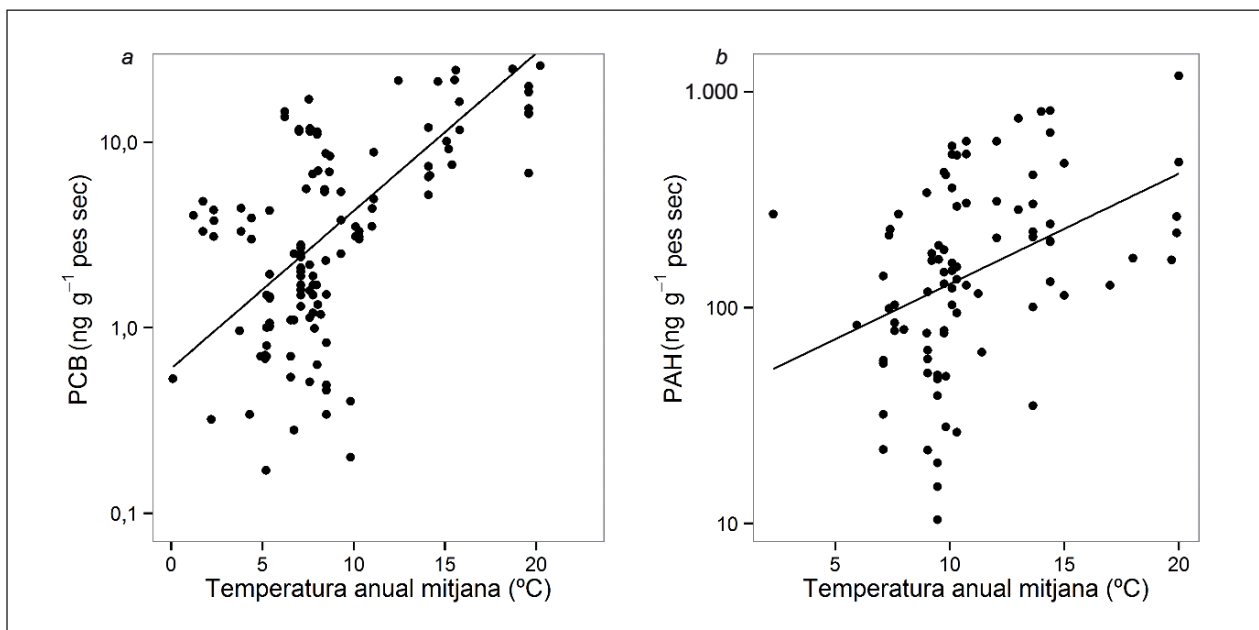 a
PCB (ng g⁻¹ pes sec)
10,0
1,0
0,1
0 5 10 15 20
Temperatura anual mitjana (ºC)
b
PAH (ng g⁻¹ pes sec)
1.000
100
10
5 10 15 20
Temperatura anual mitjana (ºC)